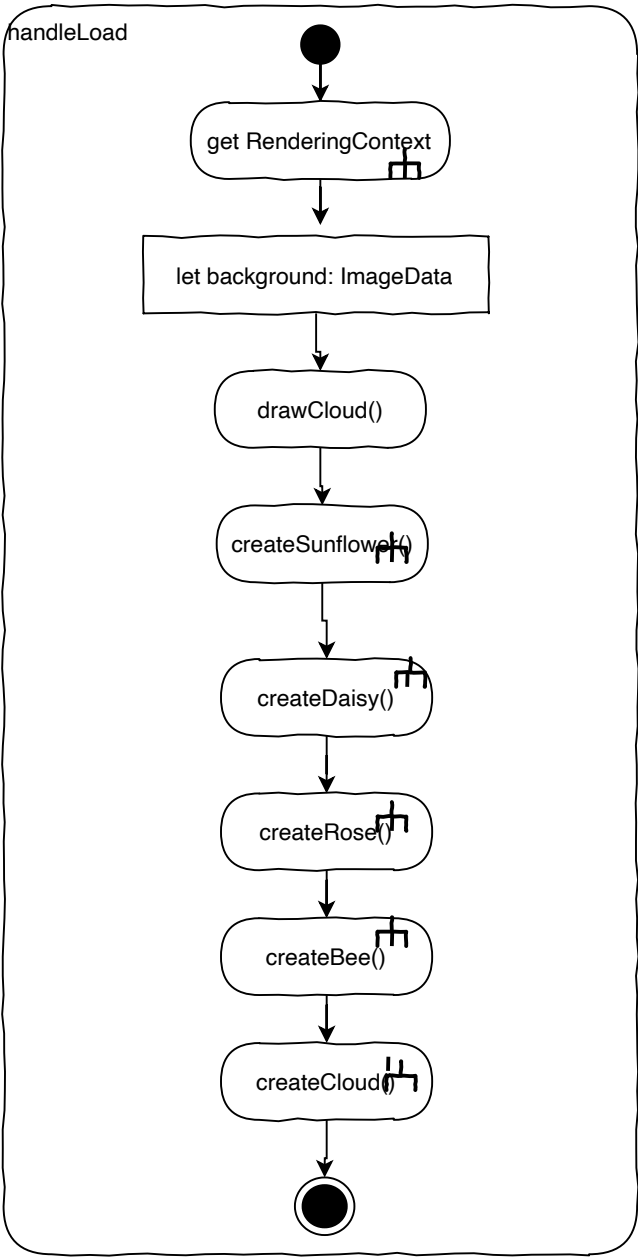 handleLoad
get RenderingContext
let background: ImageData
drawCloud()
createSunflower()
createDaisy()
createRose()
createBee()
createCloud()